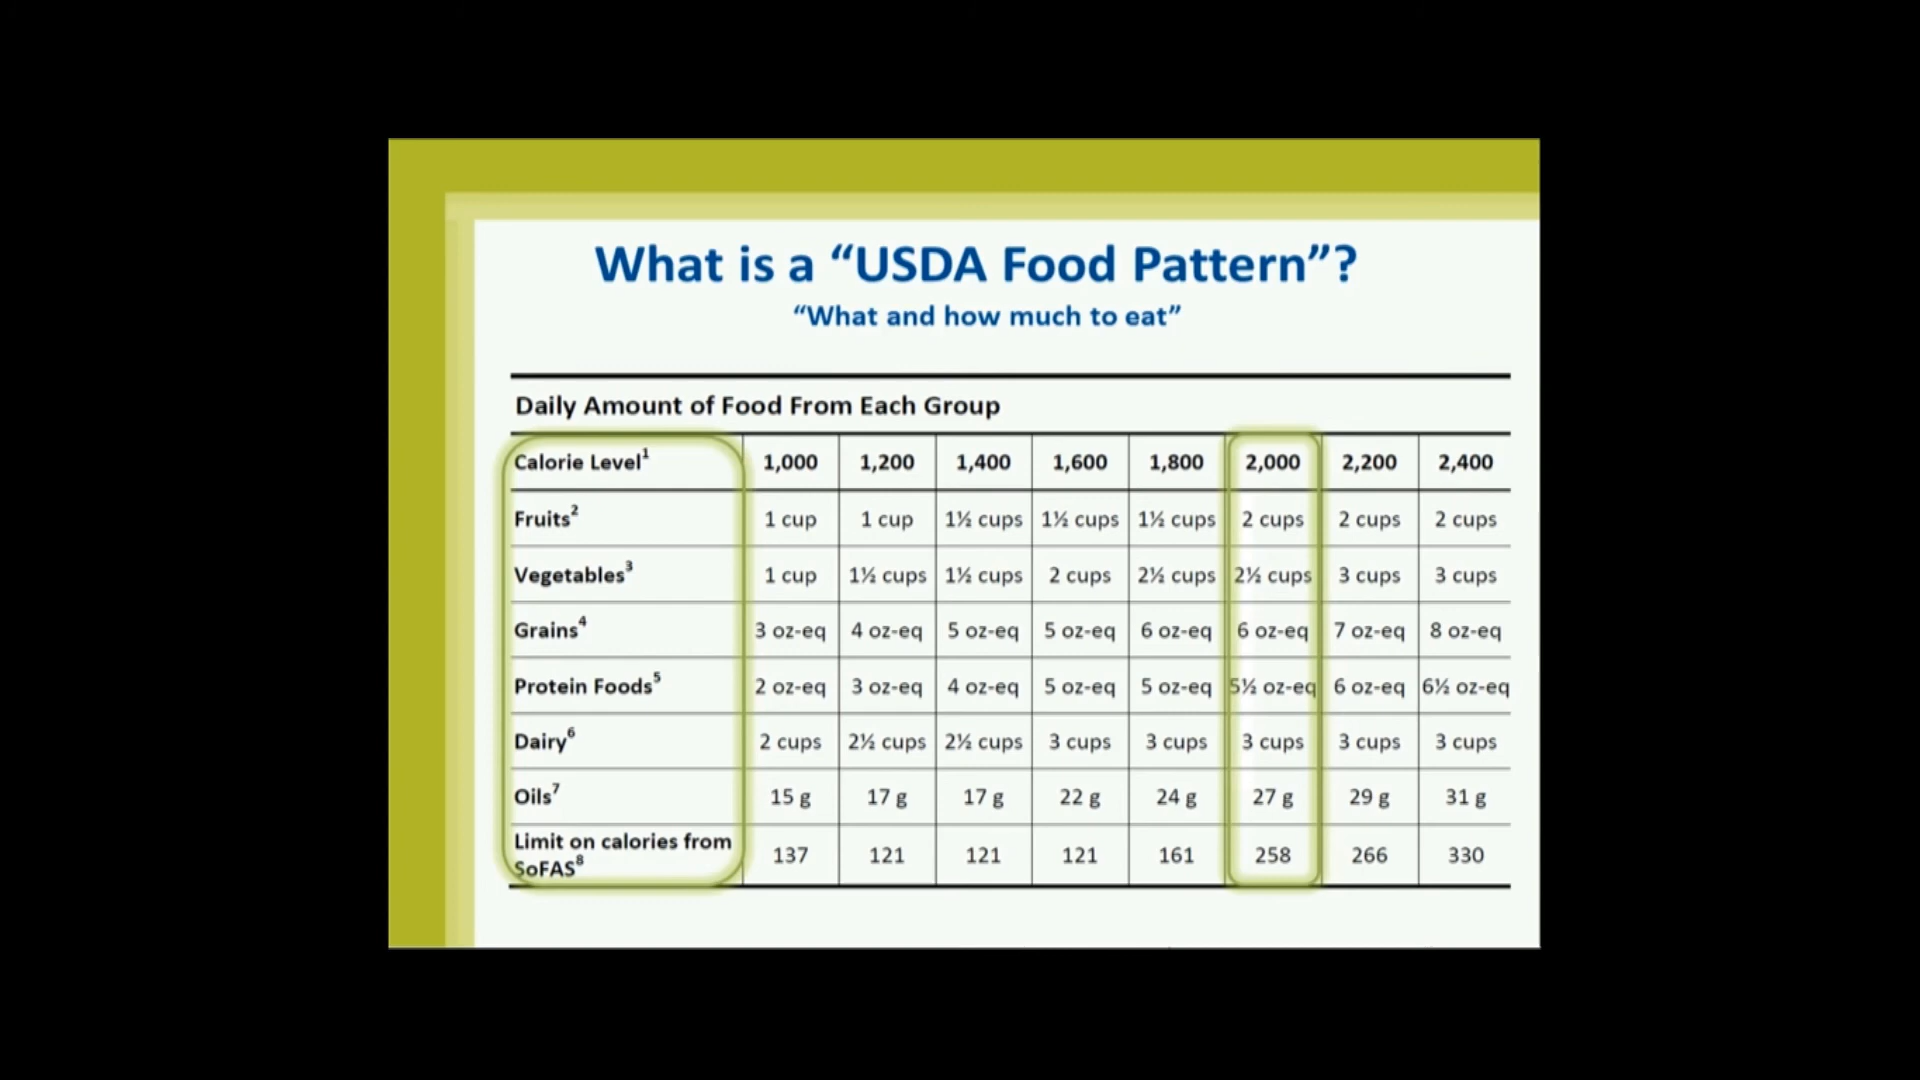 What is a “USDA Food Pattern”?
“What and how much to eat”
Daily Amount of Food From Each Group
Calorie Level¹ 1,000 1,200 1,400 1,600 1,800 2,000 2,200 2,400
Fruits² 1 cup 1 cup 1½ cups 1½ cups 1½ cups 2 cups 2 cups 2 cups
Vegetables³ 1 cup 1½ cups 1½ cups 2 cups 2½ cups 2½ cups 3 cups 3 cups
Grains⁴ 3 oz-eq 4 oz-eq 5 oz-eq 5 oz-eq 6 oz-eq 6 oz-eq 7 oz-eq 8 oz-eq
Protein Foods⁵ 2 oz-eq 3 oz-eq 4 oz-eq 5 oz-eq 5 oz-eq 5½ oz-eq 6 oz-eq 6½ oz-eq
Dairy⁶ 2 cups 2½ cups 2½ cups 3 cups 3 cups 3 cups 3 cups 3 cups
Oils⁷ 15 g 17 g 17 g 22 g 24 g 27 g 29 g 31 g
Limit on calories from
SoFAS⁸ 137 121 121 121 161 258 266 330